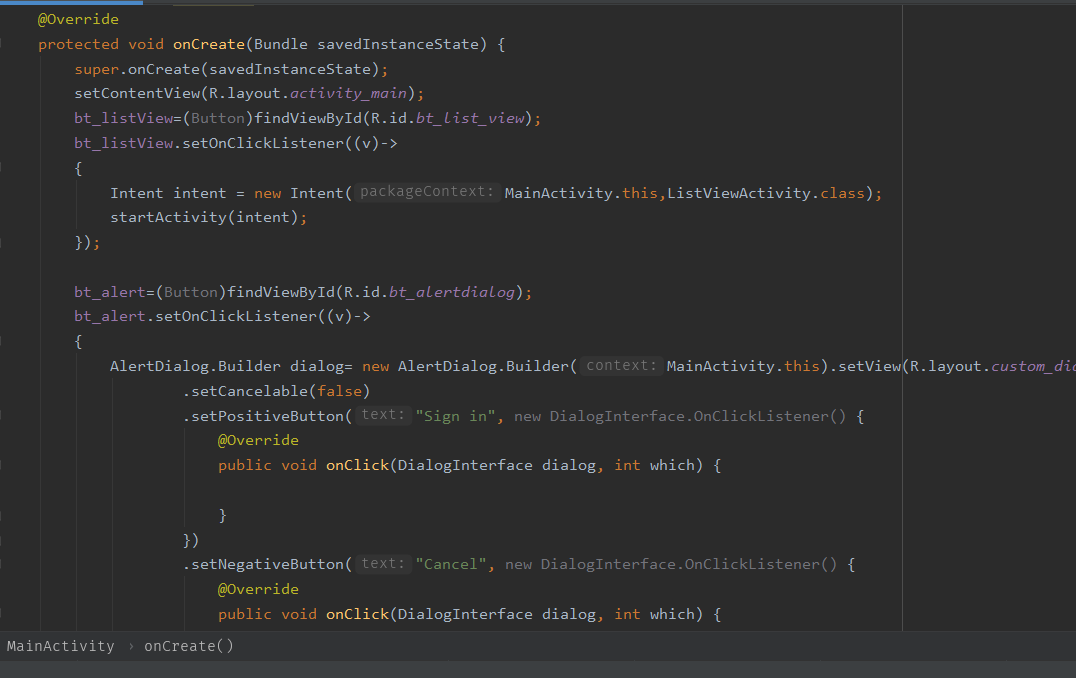 @Override
protected void onCreate(Bundle savedInstanceState) {
super.onCreate(savedInstanceState);
setContentView(R.layout.activity_main);
bt_listView=(Button)findViewById(R.id.bt_list_view);
bt_listView.setOnClickListener((v)->
{
Intent intent = new Intent( packageContext: MainActivity.this,ListViewActivity.class);
startActivity(intent);
});
bt_alert=(Button)findViewById(R.id.bt_alertdialog);
bt_alert.setOnClickListener((v)->
{
AlertDialog.Builder dialog= new AlertDialog.Builder( context: MainActivity.this).setView(R.layout.custom_dia
.setCancelable(false)
.setPositiveButton( text: "Sign in", new DialogInterface.OnClickListener() {
@Override
public void onClick(DialogInterface dialog, int which) {
}
})
.setNegativeButton( text: "Cancel", new DialogInterface.OnClickListener() {
@Override
public void onClick(DialogInterface dialog, int which) {
MainActivity › onCreate()